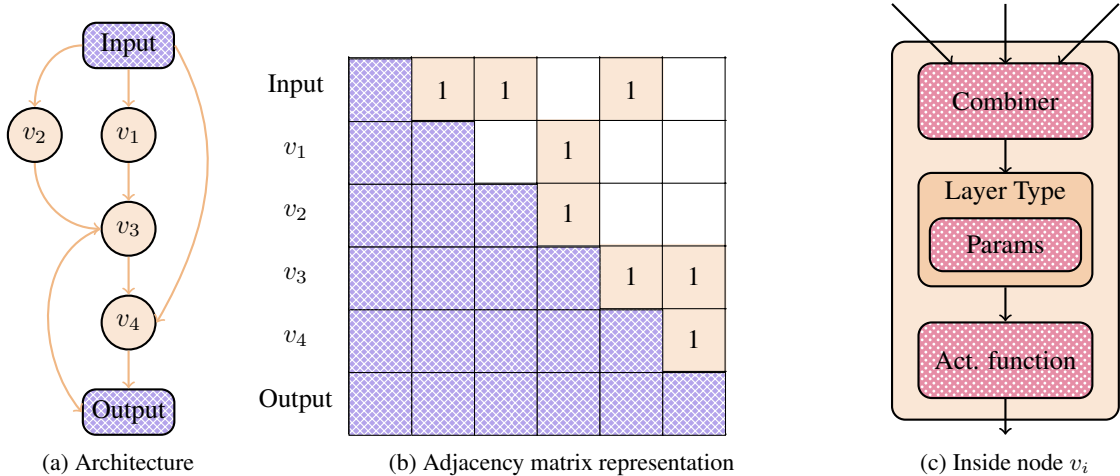 Input
v2
v1
v3
v4
Output
(a) Architecture
Input 1 1 1
v1 1
v2 1
v3 1 1
v4 1
Output
(b) Adjacency matrix representation
Combiner
Layer Type
Params
Act. function
(c) Inside node vi